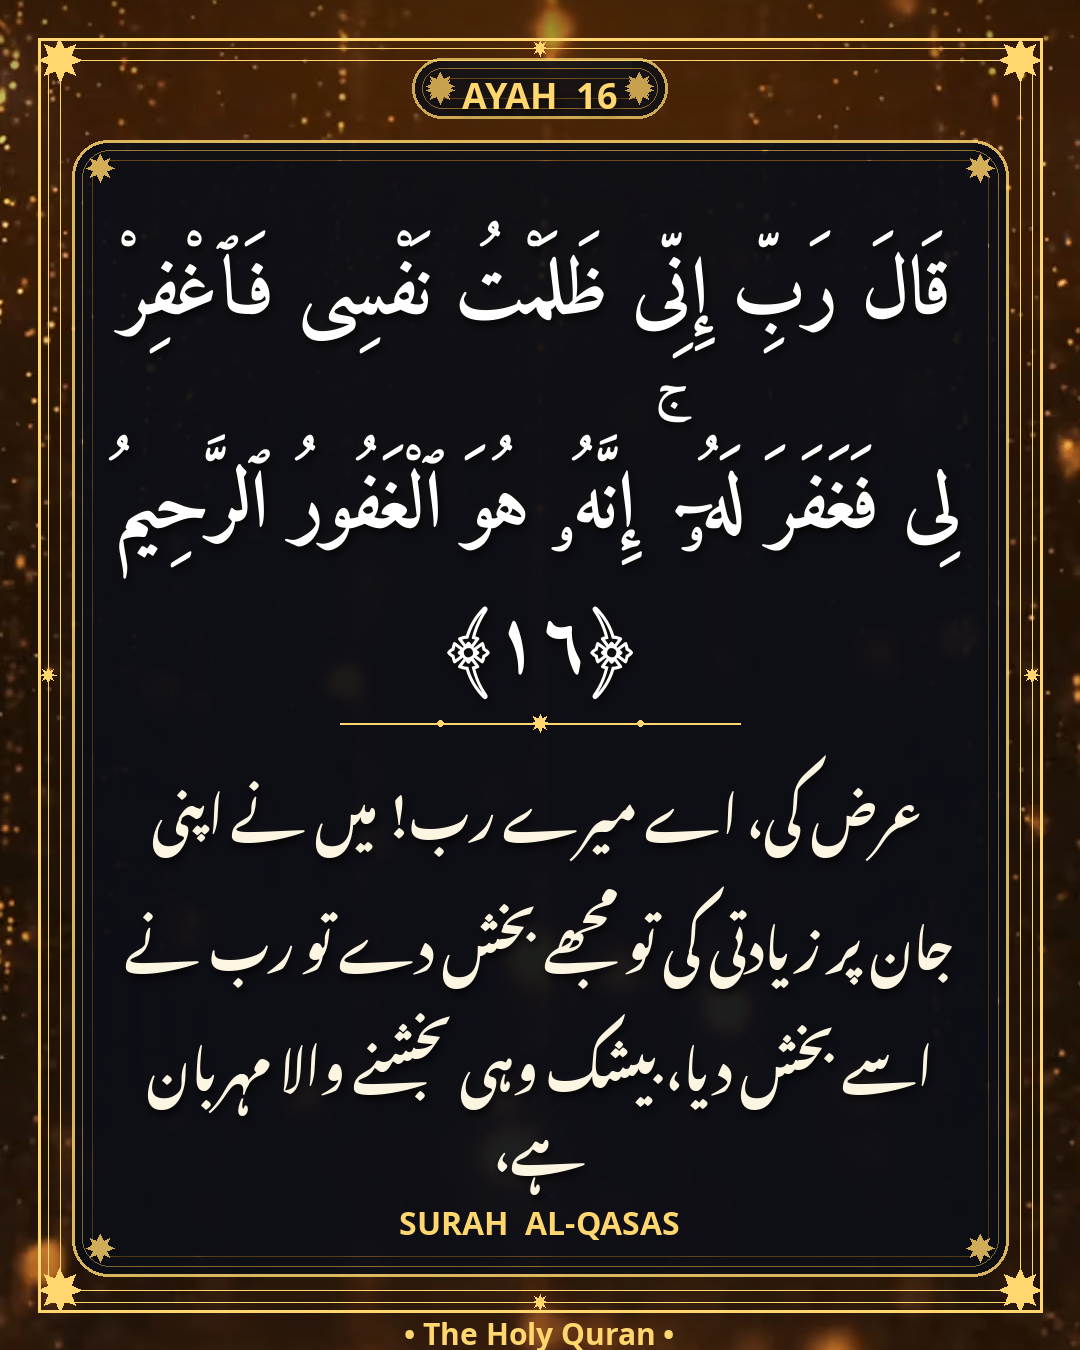 AYAH 16
قَالَ رَبِّ إِنِّى ظَلَمْتُ نَفْسِى فَٱغْفِرْ
لِى فَغَفَرَ لَهُۥٓ ۚ إِنَّهُۥ هُوَ ٱلْغَفُورُ ٱلرَّحِيمُ
﴿١٦﴾
عرض کی، اے میرے رب! میں نے اپنی
جان پر زیادتی کی تو مجھے بخش دے تو رب نے
اسے بخش دیا، بیشک وہی بخشنے والا مہربان
ہے،
SURAH AL-QASAS
• The Holy Quran •